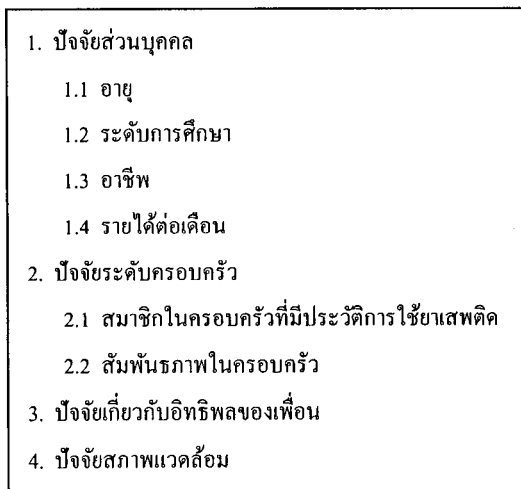 1. ปัจจัยส่วนบุคคล
1.1 อายุ
1.2 ระดับการศึกษา
1.3 อาชีพ
1.4 รายได้ต่อเดือน
2. ปัจจัยระดับครอบครัว
2.1 สมาชิกในครอบครัวที่มีประวัติการใช้ยาเสพติด
2.2 สัมพันธภาพในครอบครัว
3. ปัจจัยเกี่ยวกับอิทธิพลของเพื่อน
4. ปัจจัยสภาพแวดล้อม